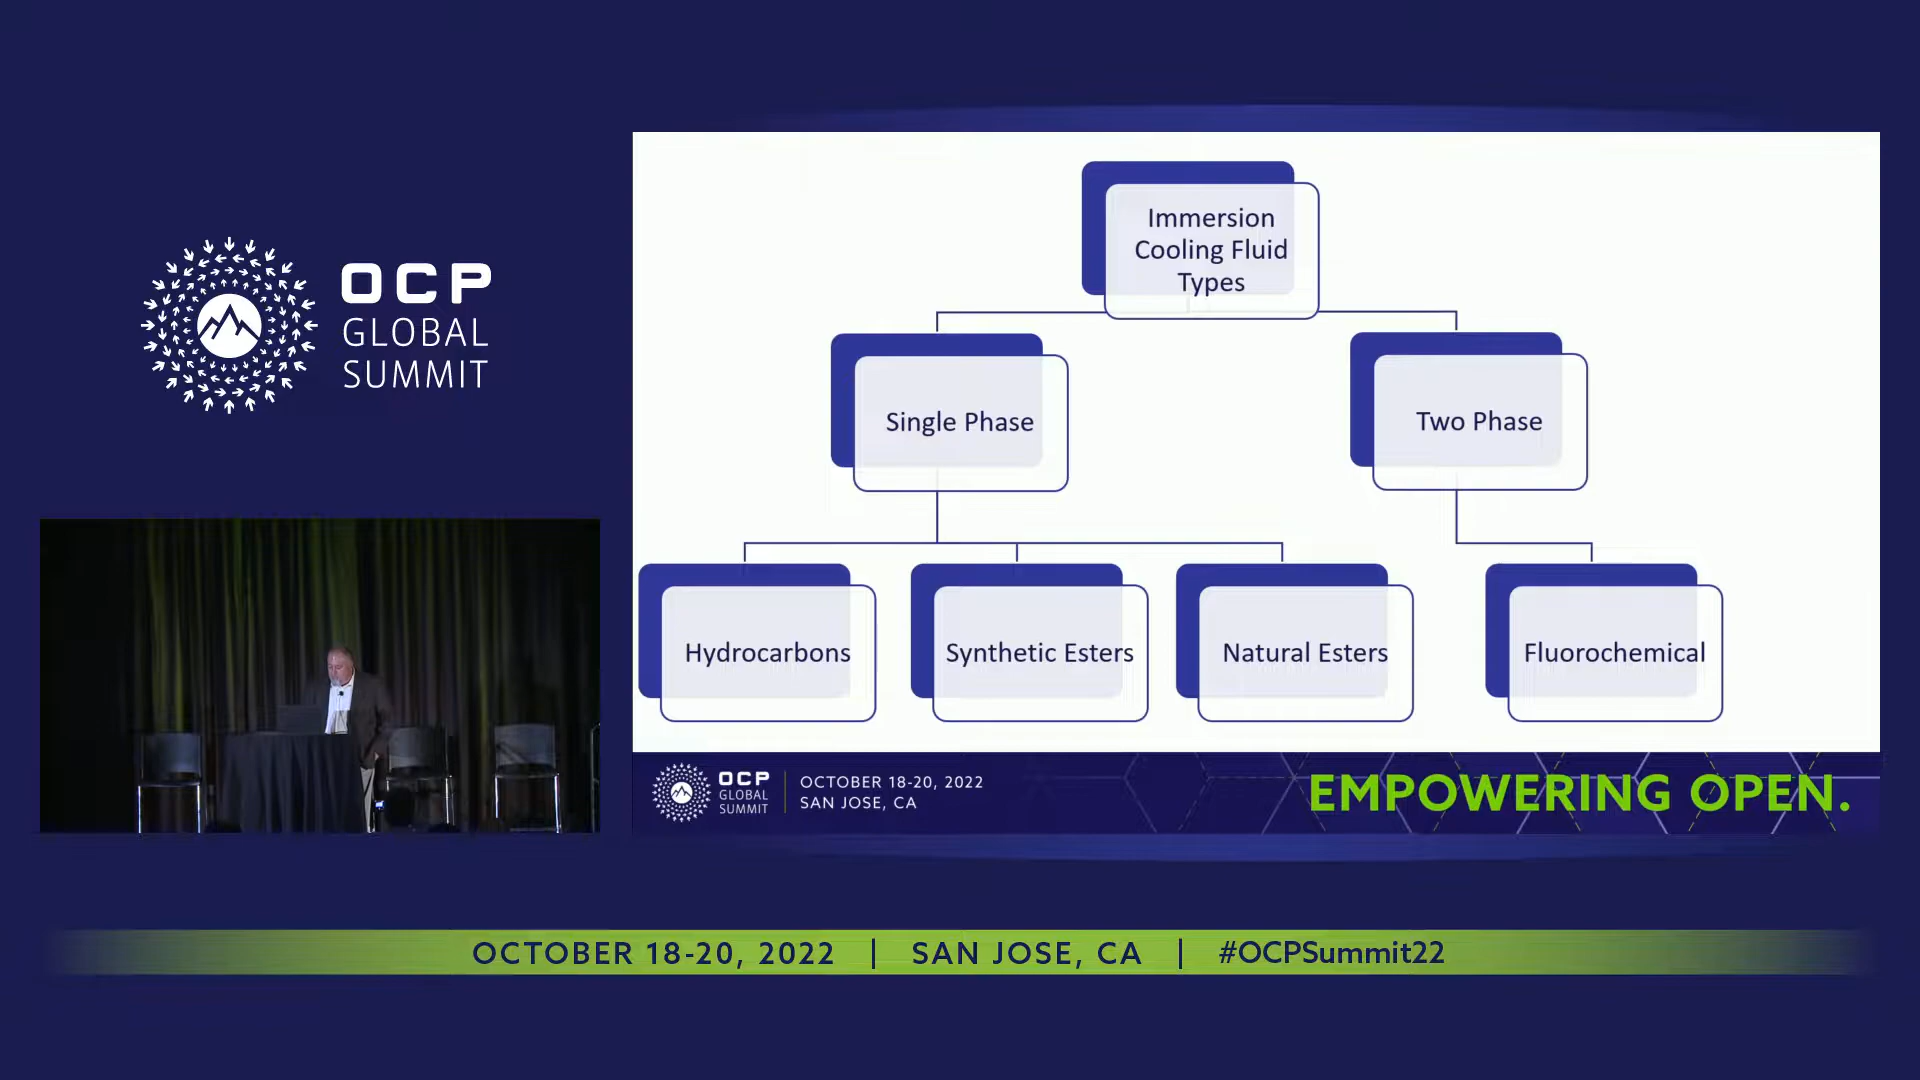 OCP
GLOBAL
SUMMIT
Immersion
Cooling Fluid
Types
Single Phase
Two Phase
Hydrocarbons
Synthetic Esters
Natural Esters
Fluorochemical
OCP
GLOBAL
SUMMIT
OCTOBER 18-20, 2022
SAN JOSE, CA
EMPOWERING OPEN.
OCTOBER 18-20, 2022 | SAN JOSE, CA | #OCPSummit22